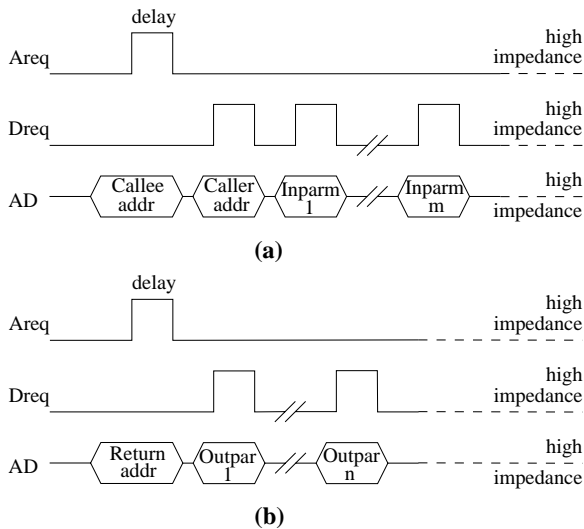 delay
high
Areq
impedance
high
Dreq
impedance
Callee
addr
Caller
addr
Inparm
1
Inparm
m
AD
high
impedance
(a)
delay
high
Areq
impedance
high
Dreq
impedance
Return
addr
Outpar
1
Outpar
n
AD
high
impedance
(b)